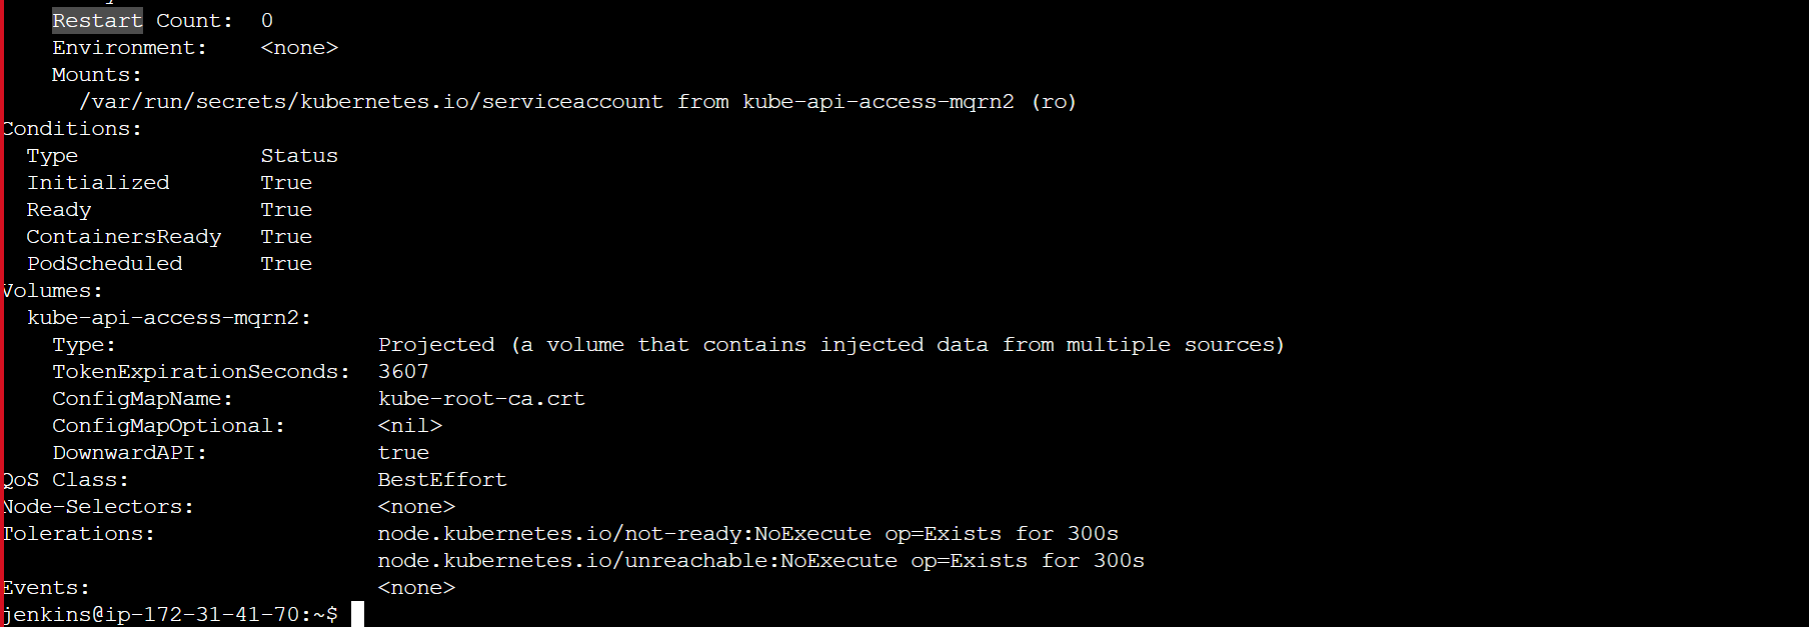 Restart Count:  0
Environment:    <none>
Mounts:
/var/run/secrets/kubernetes.io/serviceaccount from kube-api-access-mqrn2 (ro)
Conditions:
Type              Status
Initialized       True
Ready             True
ContainersReady   True
PodScheduled      True
Volumes:
kube-api-access-mqrn2:
Type:                    Projected (a volume that contains injected data from multiple sources)
TokenExpirationSeconds:  3607
ConfigMapName:           kube-root-ca.crt
ConfigMapOptional:       <nil>
DownwardAPI:             true
QoS Class:                   BestEffort
Node-Selectors:              <none>
Tolerations:                 node.kubernetes.io/not-ready:NoExecute op=Exists for 300s
node.kubernetes.io/unreachable:NoExecute op=Exists for 300s
Events:                      <none>
jenkins@ip-172-31-41-70:~$